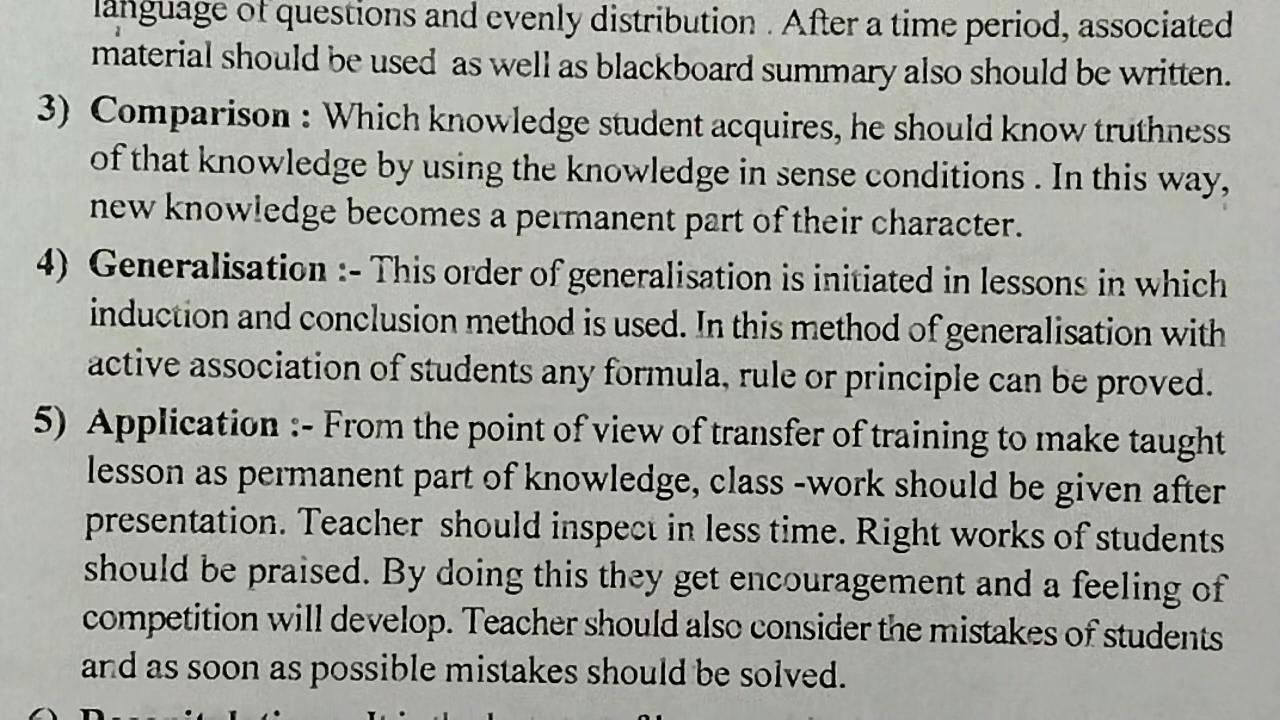 language of questions and evenly distribution . After a time period, associated
material should be used as well as blackboard summary also should be written.
3) Comparison : Which knowledge student acquires, he should know truthness
of that knowledge by using the knowledge in sense conditions . In this way,
new knowledge becomes a permanent part of their character.
4) Generalisation :- This order of generalisation is initiated in lessons in which
induction and conclusion method is used. In this method of generalisation with
active association of students any formula, rule or principle can be proved.
5) Application :- From the point of view of transfer of training to make taught
lesson as permanent part of knowledge, class -work should be given after
presentation. Teacher should inspect in less time. Right works of students
should be praised. By doing this they get encouragement and a feeling of
competition will develop. Teacher should also consider the mistakes of students
and as soon as possible mistakes should be solved.